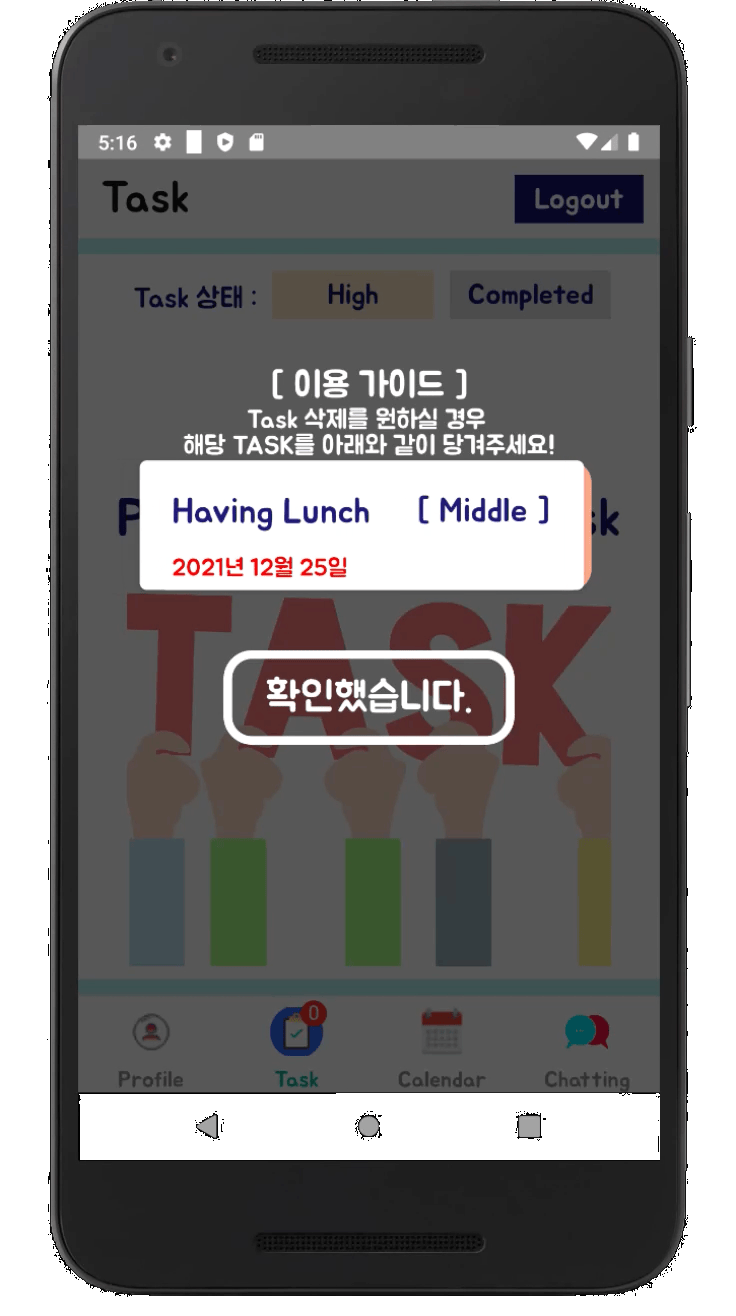 5:16
Task
Logout
Task 상태 :
High
Completed
[ 이용 가이드 ]
Task 삭제를 원하실 경우
해당 TASK를 아래와 같이 당겨주세요!
Having Lunch [ Middle ]
2021년 12월 25일
TASK
확인했습니다.
0
Profile
Task
Calendar
Chatting